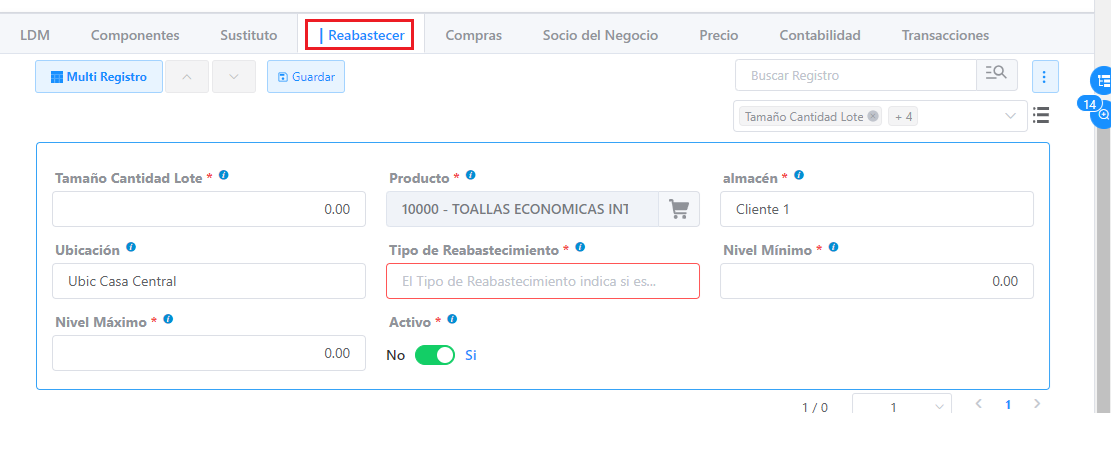 LDM Componentes Sustituto Reabastecer Compras Socio del Negocio Precio Contabilidad Transacciones
Multi Registro Guardar Buscar Registro
14
Tamaño Cantidad Lote + 4
Tamaño Cantidad Lote * Producto * almacén *
0.00 10000 - TOALLAS ECONOMICAS INT Cliente 1
Ubicación Tipo de Reabastecimiento * Nivel Mínimo *
Ubic Casa Central El Tipo de Reabastecimiento indica si es... 0.00
Nivel Máximo * Activo *
0.00 No Si
1 / 0 1 1